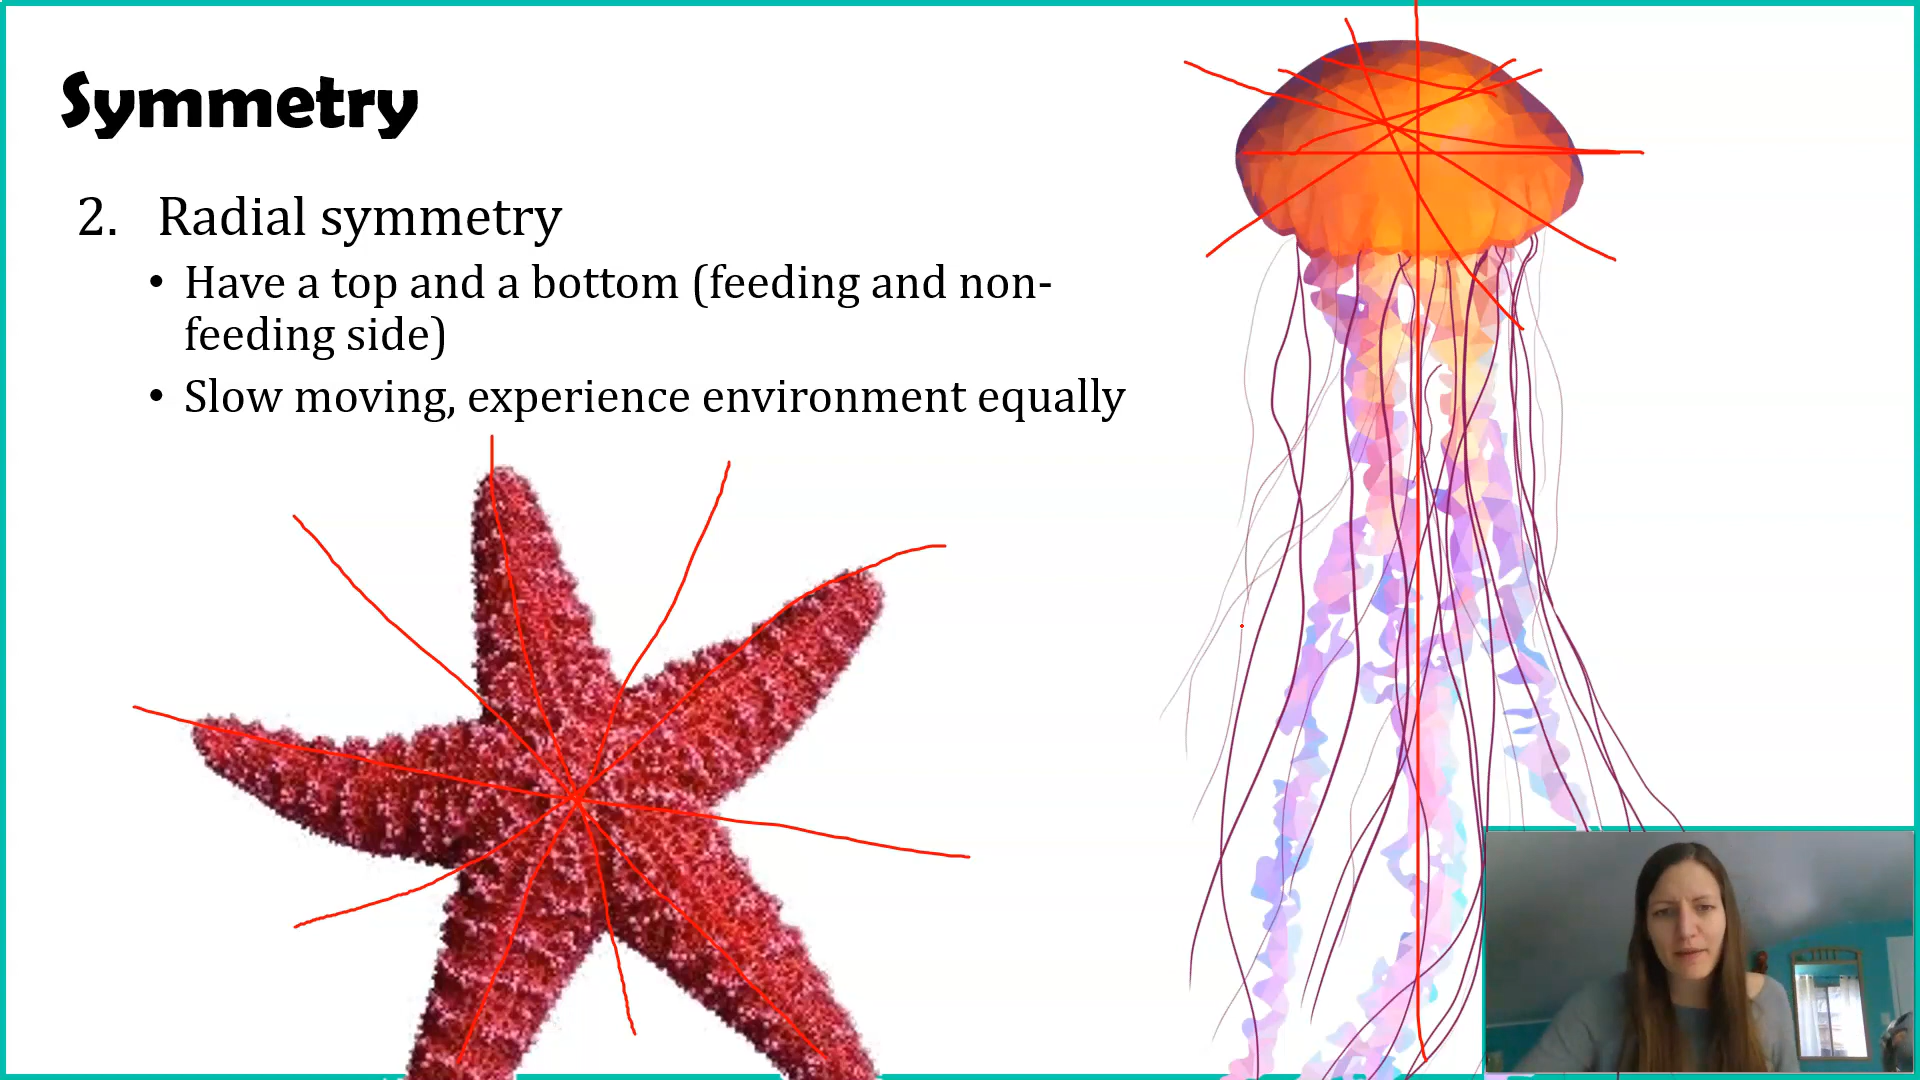 Symmetry
2. Radial symmetry
• Have a top and a bottom (feeding and non-
feeding side)
• Slow moving, experience environment equally